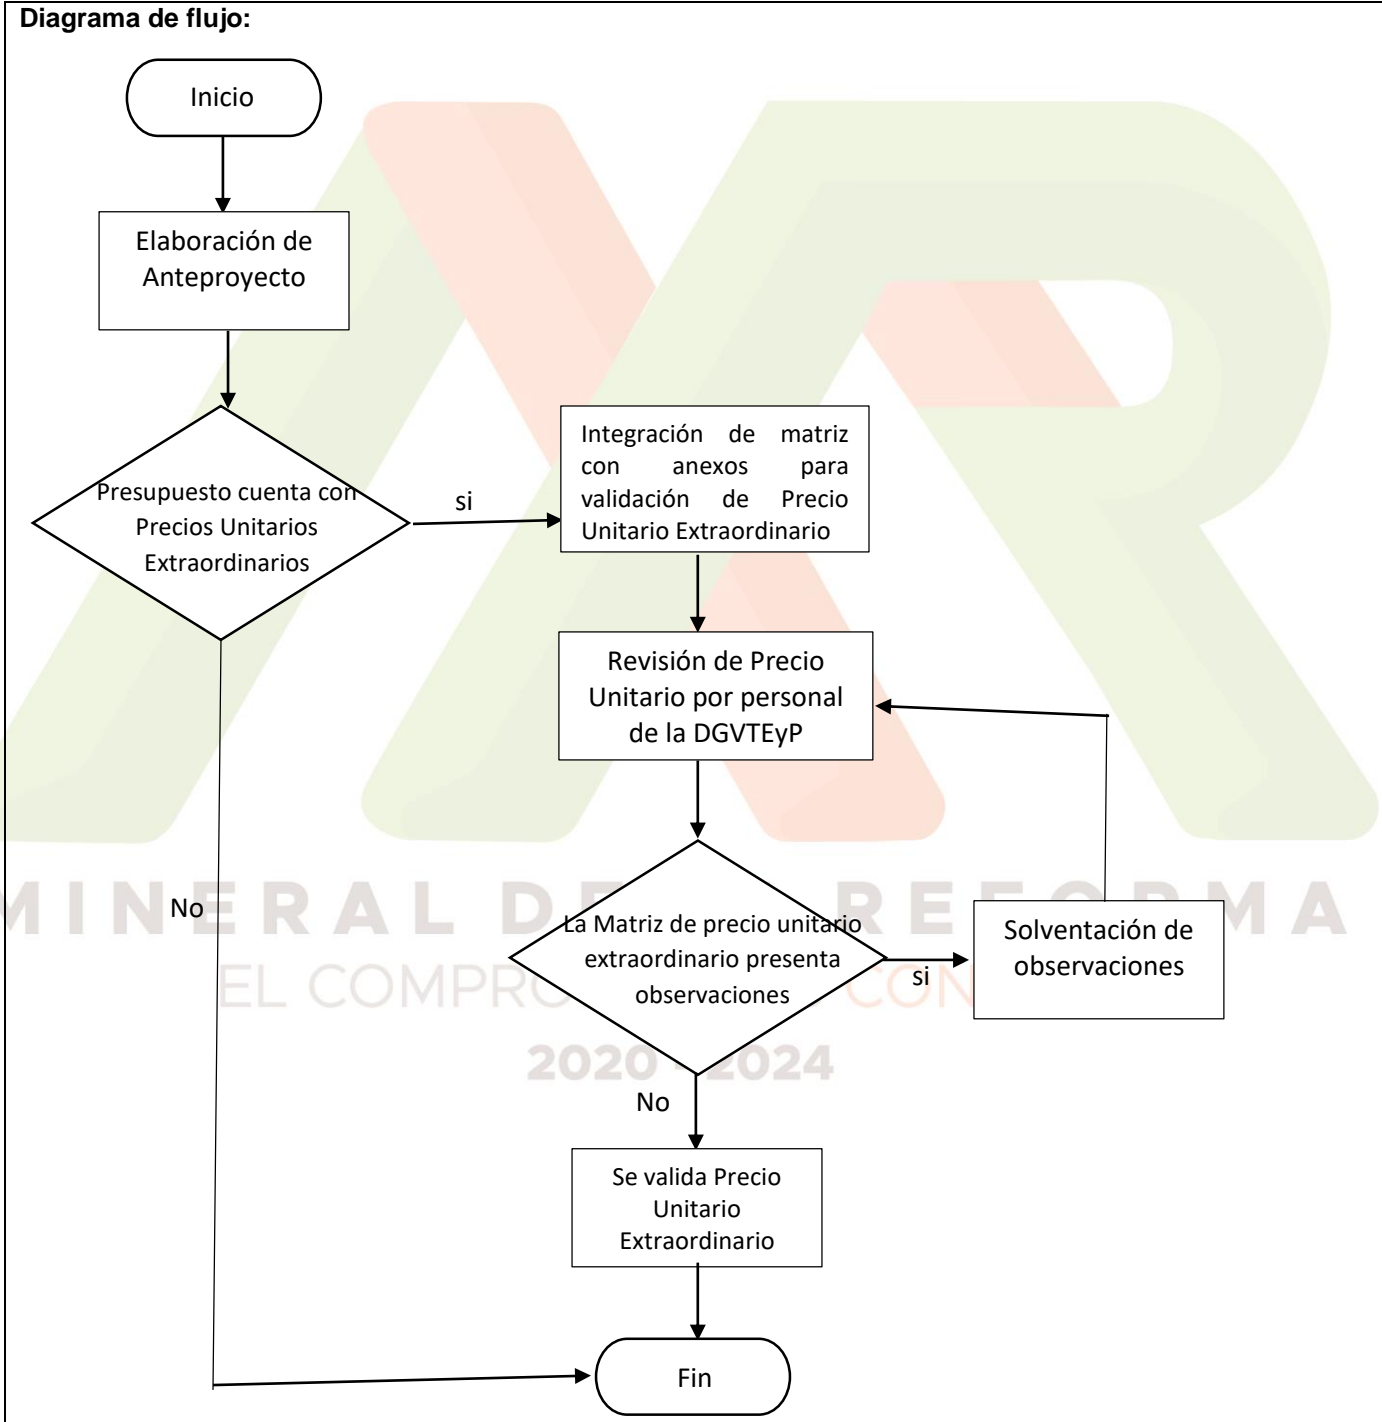 Diagrama de flujo:
Inicio
Elaboración de
Anteproyecto
Presupuesto cuenta con
Precios Unitarios
Extraordinarios
si
Integración de matriz
con anexos para
validación de Precio
Unitario Extraordinario
Revisión de Precio
Unitario por personal
de la DGVTEyP
No
La Matriz de precio unitario
extraordinario presenta
observaciones
si
Solventación de
observaciones
No
Se valida Precio
Unitario
Extraordinario
Fin
MINERAL DE REFORMA
EL COMPRO CON
2020 - 2024